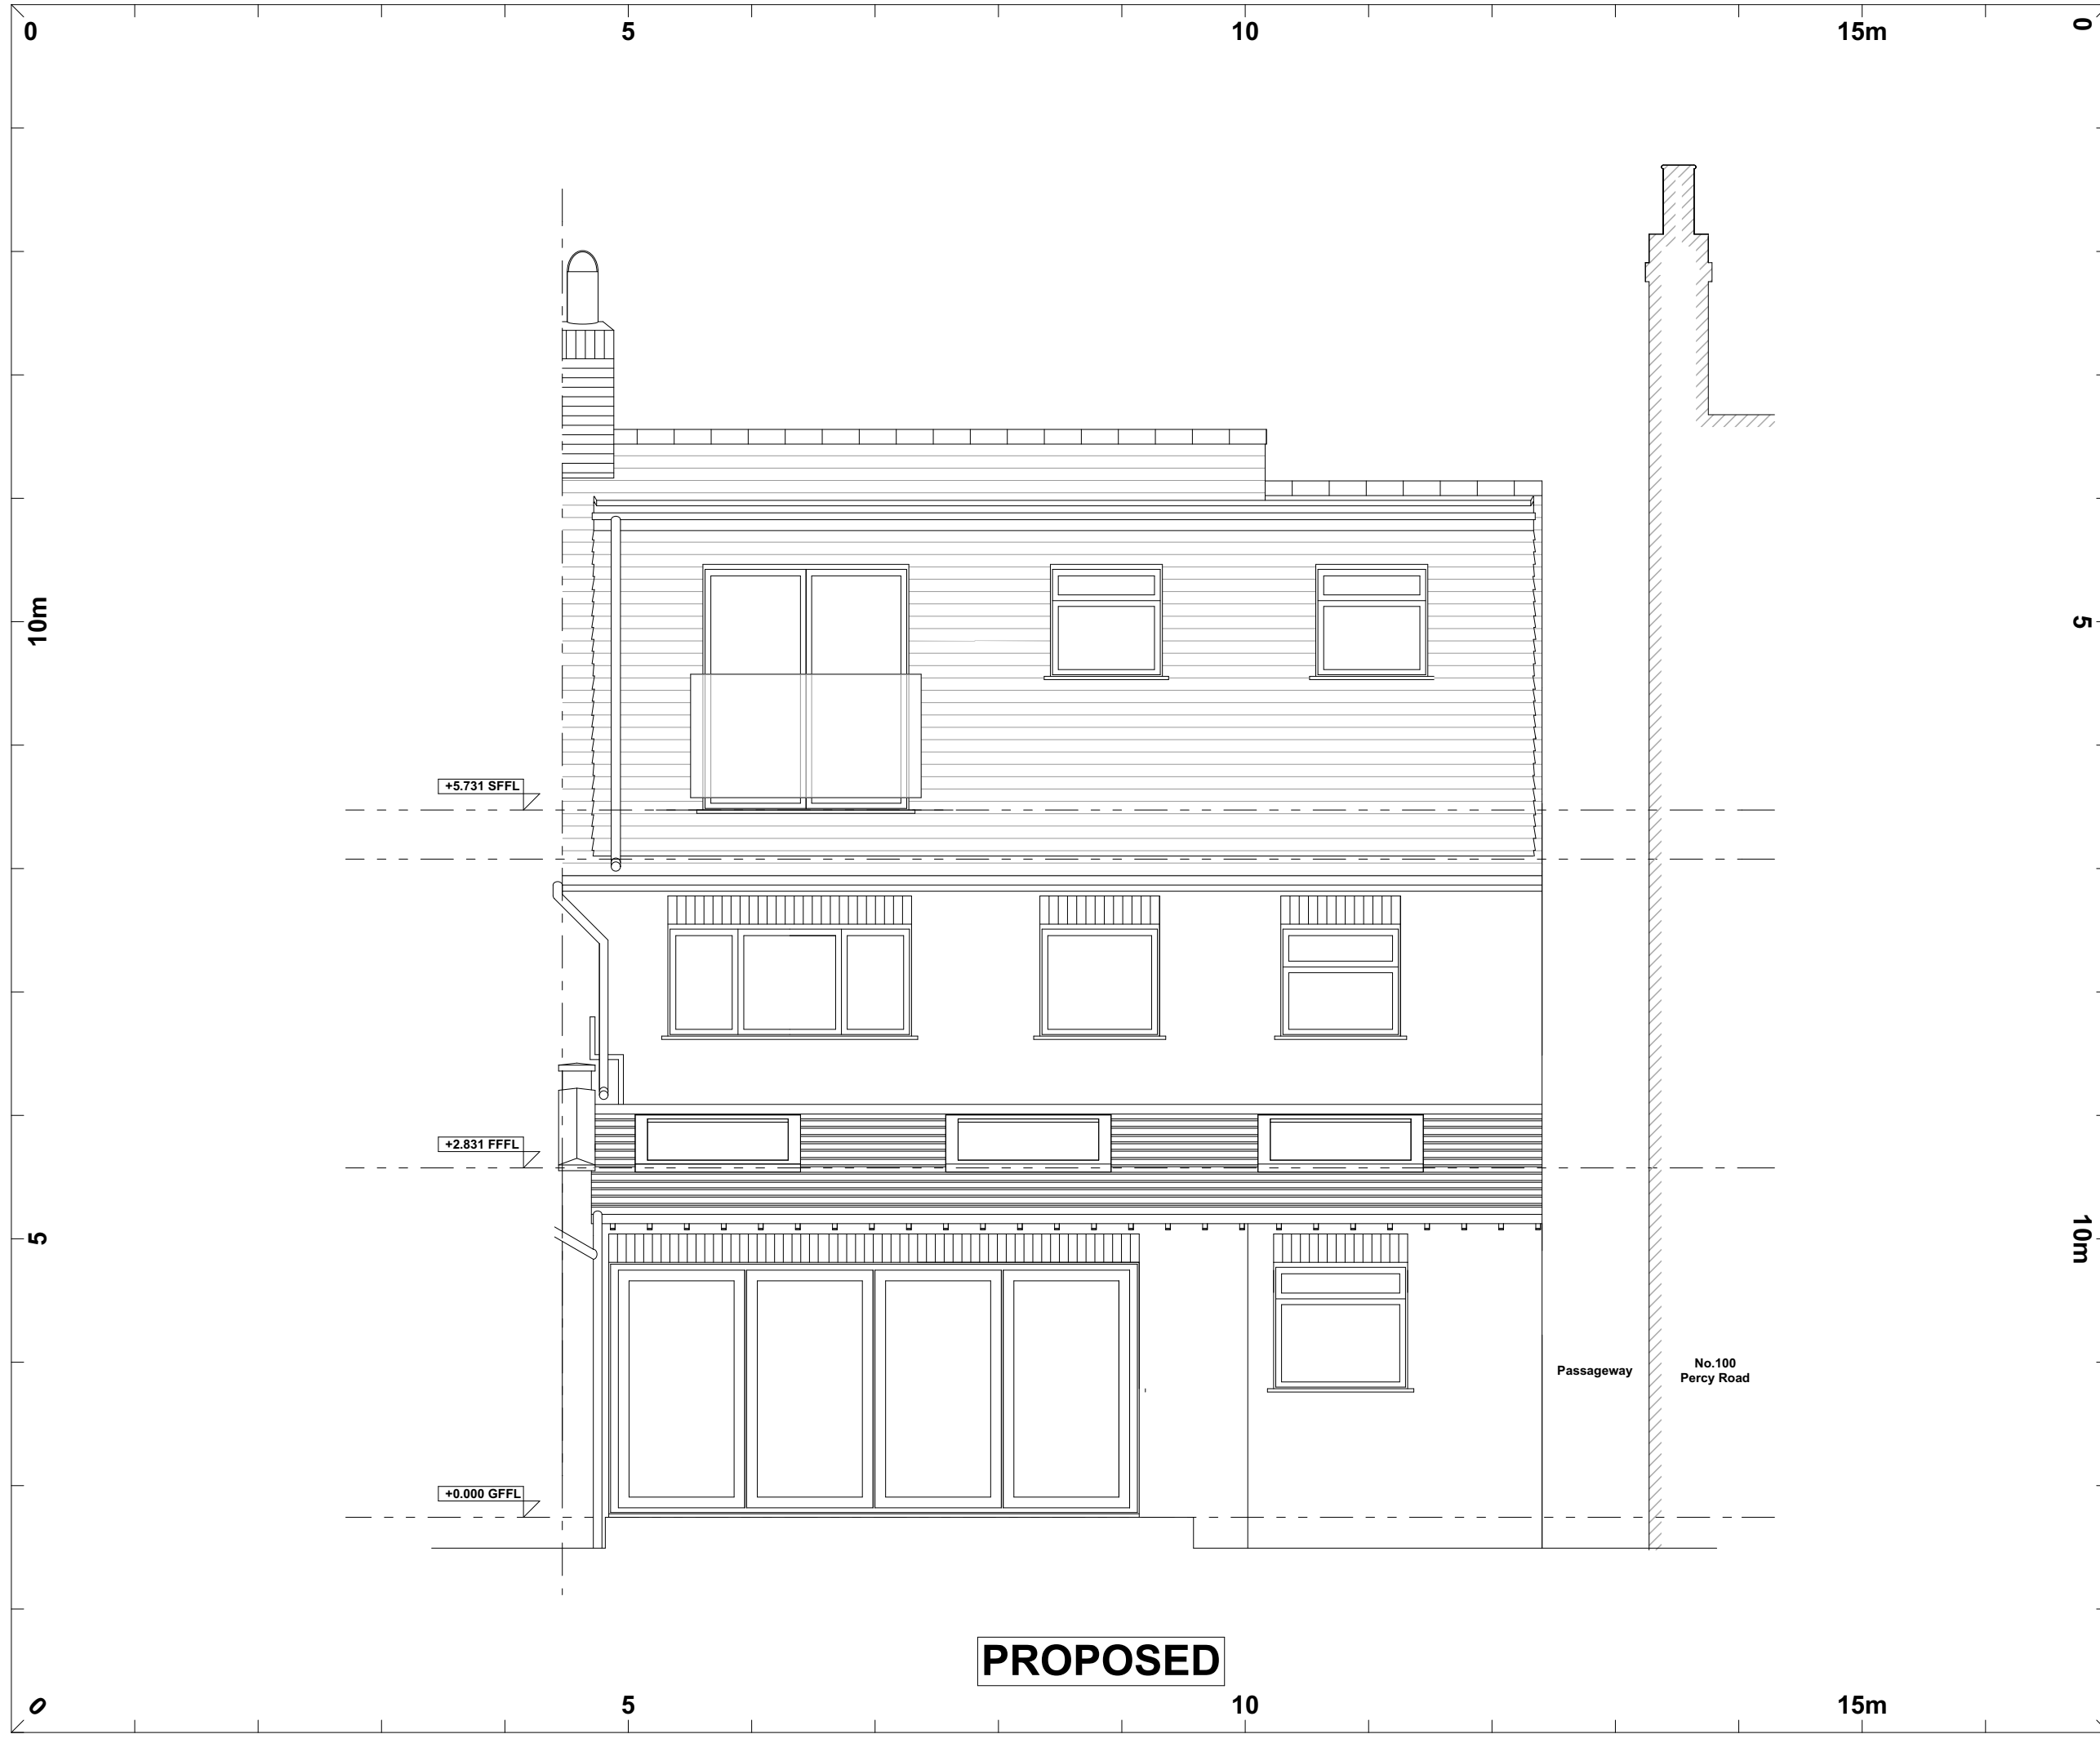 0
5
10
15m
0
10m
5
+5.731 SFFL
+2.831 FFFL
5
10m
Passageway
No.100
Percy Road
+0.000 GFFL
PROPOSED
0
5
10
15m